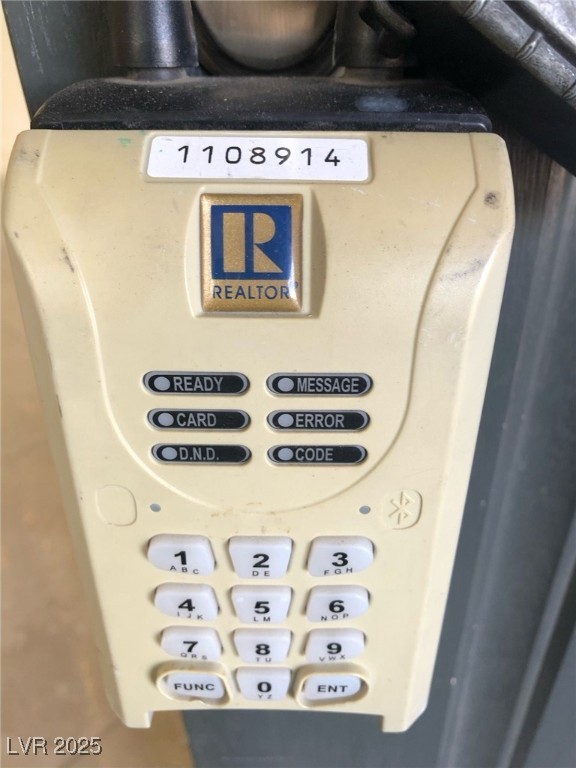 1108914
R
REALTOR®
READY MESSAGE
CARD ERROR
D.N.D. CODE
1 2 3
ABC DE FGH
4 5 6
IJK LM NOP
7 8 9
QRS TU VWX
FUNC 0 ENT
YZ
LVR 2025